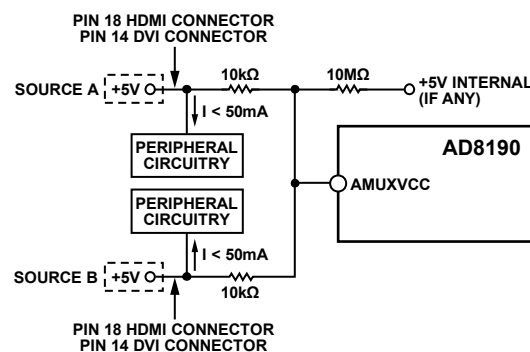 PIN 18 HDMI CONNECTOR
PIN 14 DVI CONNECTOR
SOURCE A
+5V
10kΩ
10MΩ
+5V INTERNAL
(IF ANY)
I < 50mA
PERIPHERAL
CIRCUITRY
AD8190
AMUXVCC
PERIPHERAL
CIRCUITRY
I < 50mA
SOURCE B
+5V
10kΩ
PIN 18 HDMI CONNECTOR
PIN 14 DVI CONNECTOR